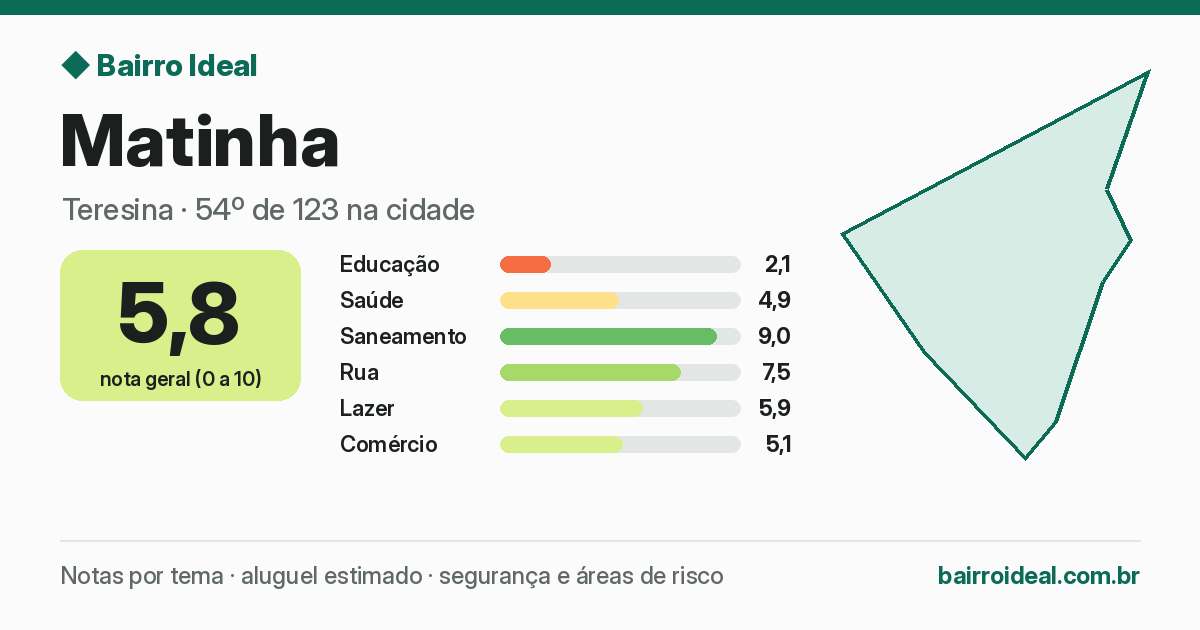 Bairro Ideal
Matinha
Teresina · 54º de 123 na cidade
5,8
nota geral (0 a 10)
Educação 2,1
Saúde 4,9
Saneamento 9,0
Rua 7,5
Lazer 5,9
Comércio 5,1
Notas por tema · aluguel estimado · segurança e áreas de risco
bairroideal.com.br